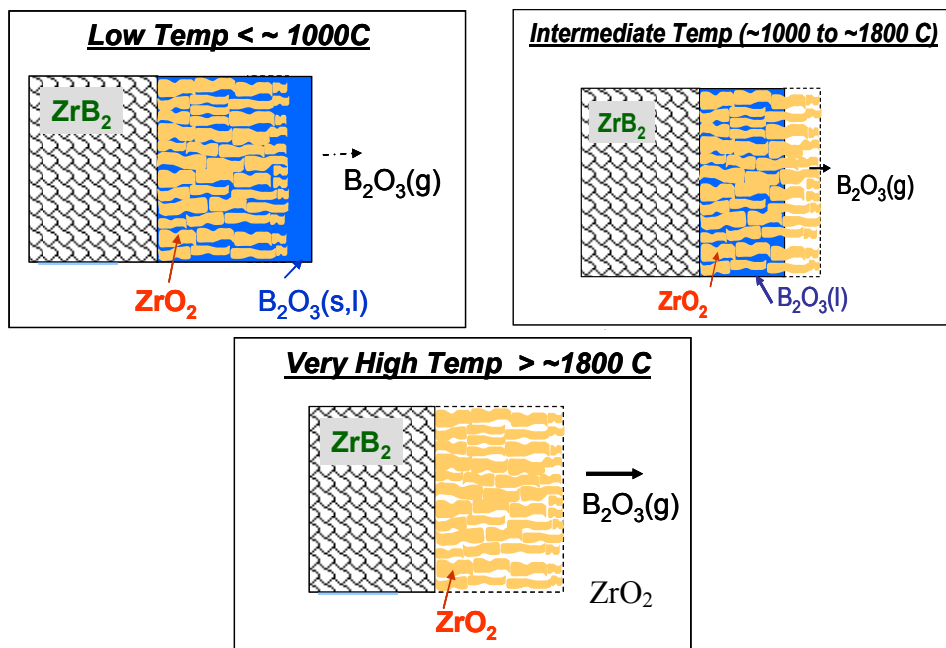 Low Temp < ~ 1000C
ZrB₂
B₂O₃(g)
ZrO₂
B₂O₃(s,l)
Intermediate Temp (~1000 to ~1800 C)
ZrB₂
B₂O₃(g)
ZrO₂
B₂O₃(l)
Very High Temp > ~1800 C
ZrB₂
B₂O₃(g)
ZrO₂
ZrO₂